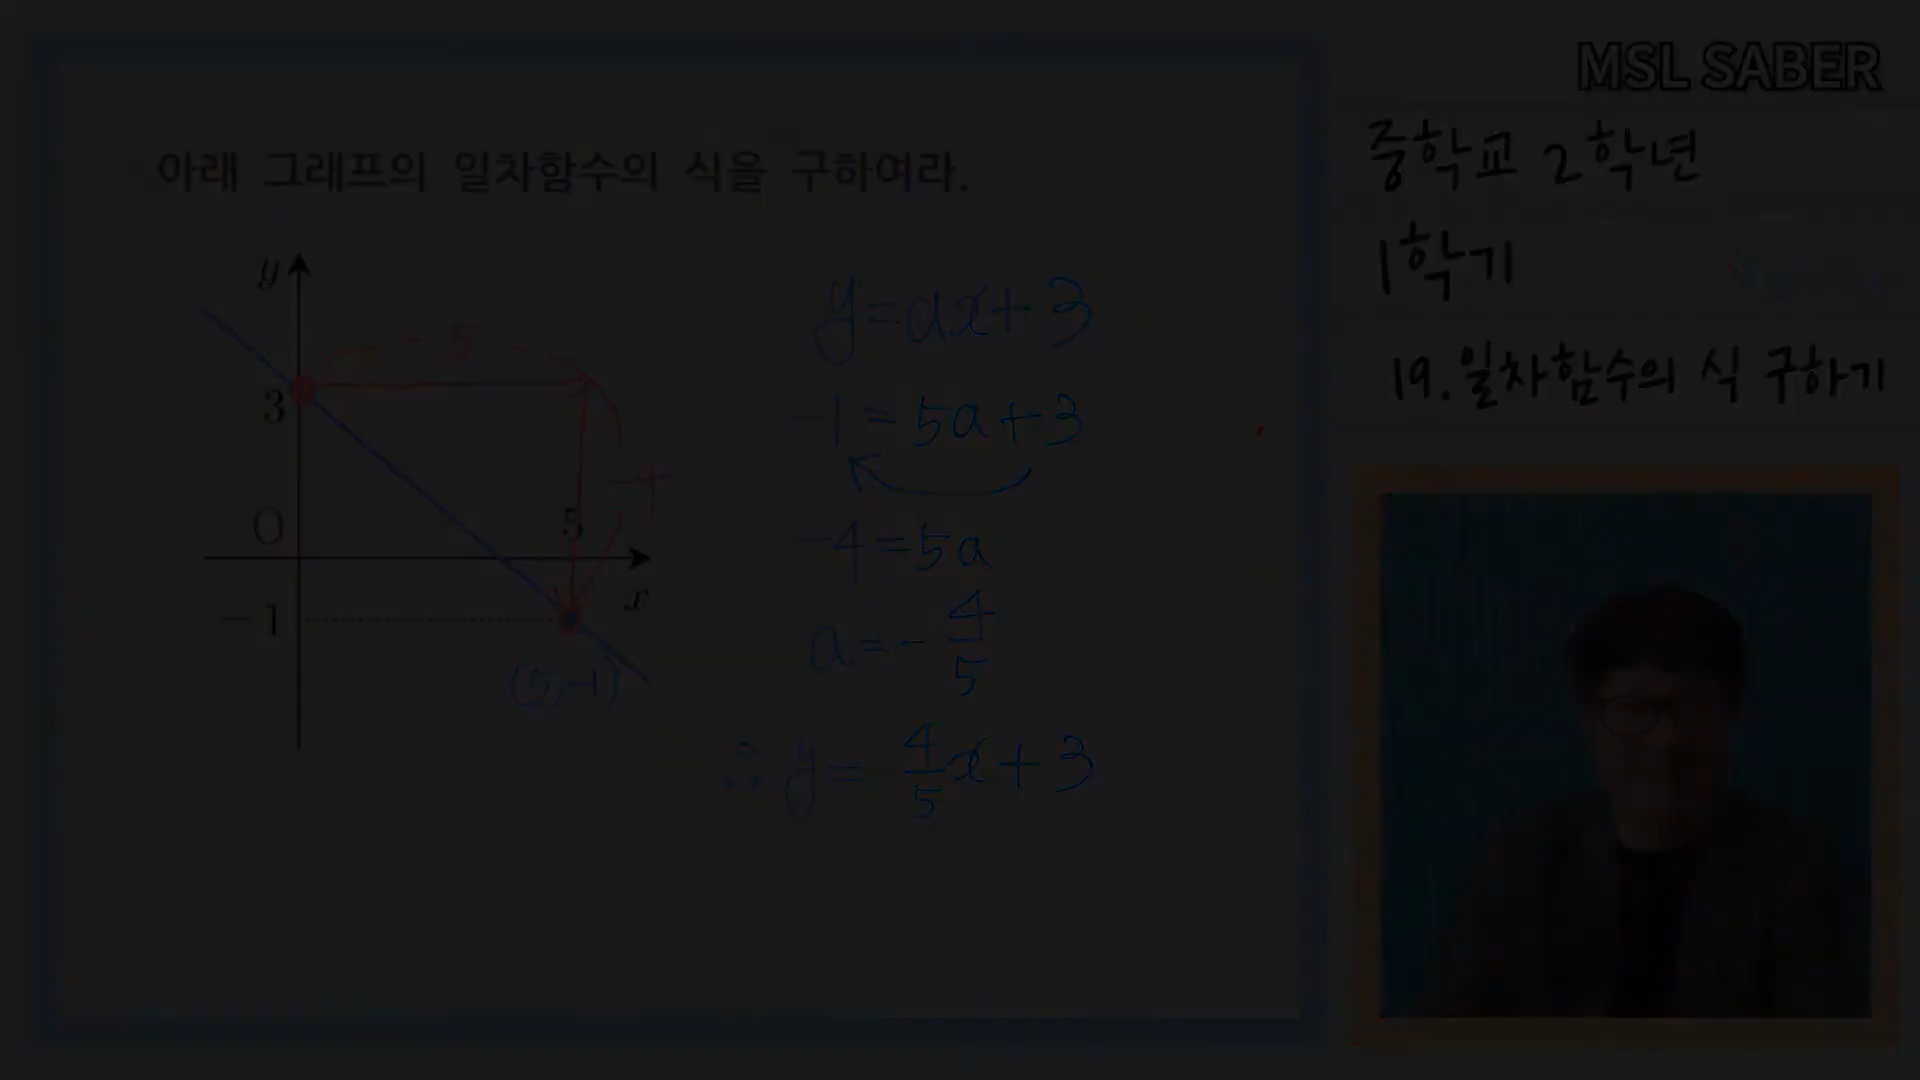 MSL SABER
중학교 2학년
1학기
19. 일차함수의 식 구하기
아래 그래프의 일차함수의 식을 구하여라.
y
5
3
-4
O
5
x
-1
(5,-1)
y=ax+3
-1=5a+3
-4=5a
a=-4/5
∴ y= 4/5x+3